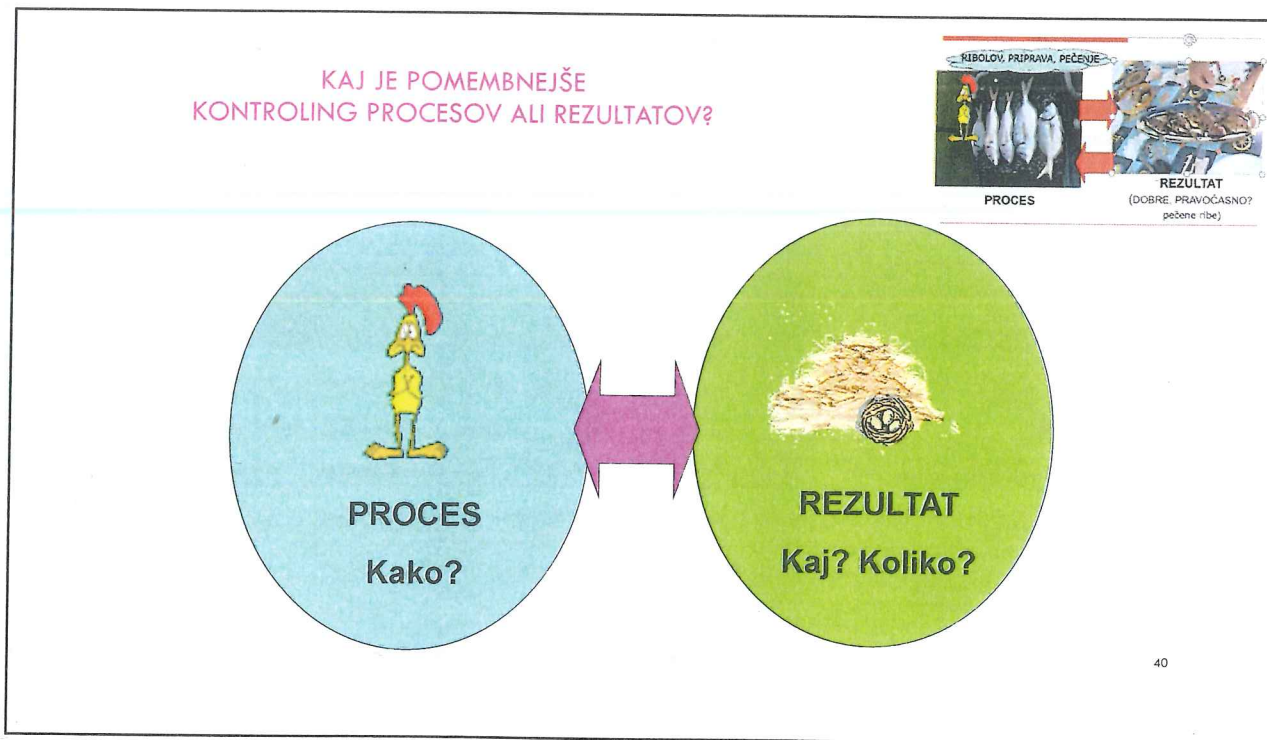 KAJ JE POMEMBNEJŠE
KONTROLING PROCESOV ALI REZULTATOV?
RIBOLOV, PRIPRAVA, PEČENJE
PROCES
REZULTAT
(DOBRE, PRAVOČASNO?
pečene ribe)
PROCES
Kako?
REZULTAT
Kaj? Koliko?
40